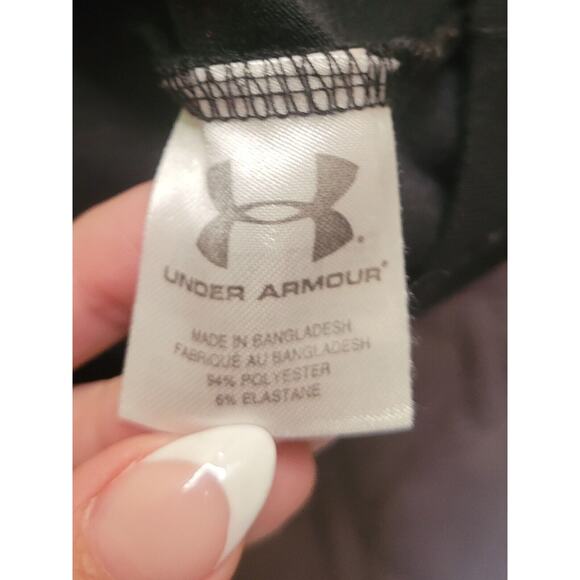 UNDER ARMOUR®
MADE IN BANGLADESH
FABRIQUÉ AU BANGLADESH
94% POLYESTER
6% ELASTANE